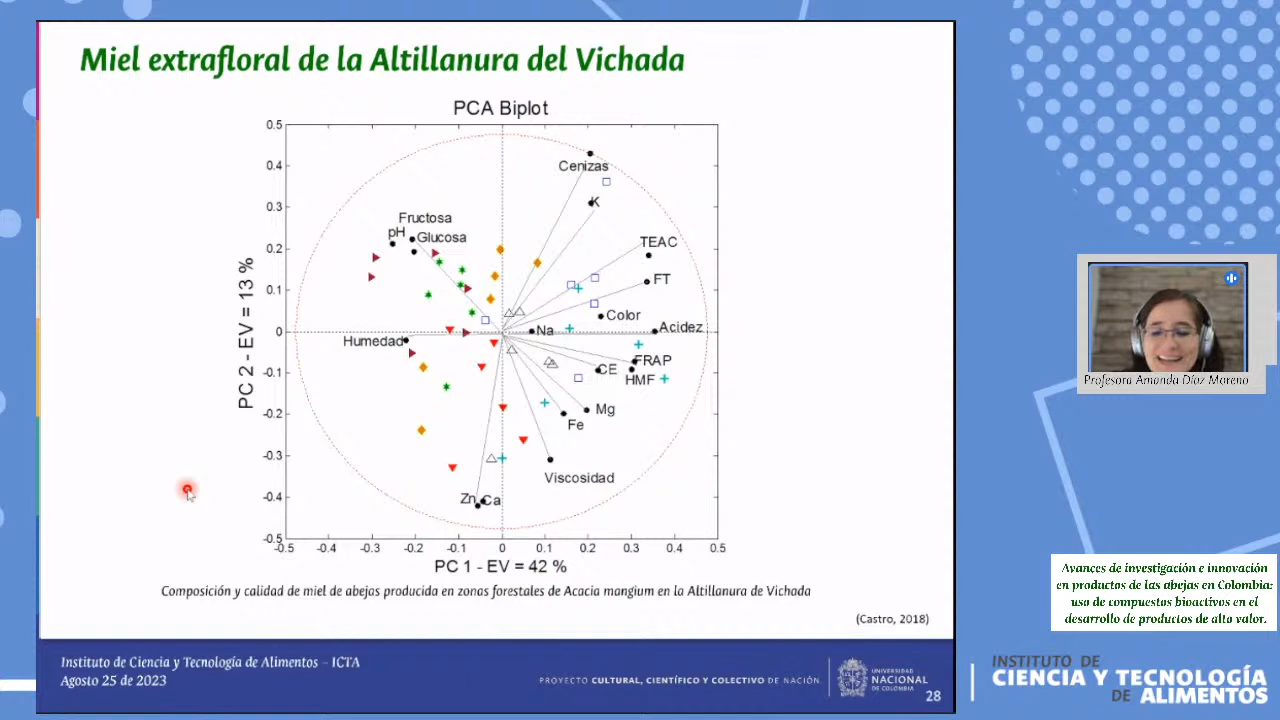 Miel extrafloral de la Altillanura del Vichada
PCA Biplot
0.5
0.4
0.3
0.2
0.1
0
-0.1
-0.2
-0.3
-0.4
-0.5
PC 2 - EV = 13 %
Cenizas
K
Fructosa
pH
Glucosa
TEAC
FT
Color
Na
Acidez
Humedad
FRAP
CE
HMF
Mg
Fe
Viscosidad
Zn
Ca
-0.5 -0.4 -0.3 -0.2 -0.1 0 0.1 0.2 0.3 0.4 0.5
PC 1 - EV = 42 %
Composición y calidad de miel de abejas producida en zonas forestales de Acacia mangium en la Altillanura de Vichada
(Castro, 2018)
Instituto de Ciencia y Tecnología de Alimentos - ICTA
Agosto 25 de 2023
PROYECTO CULTURAL, CIENTÍFICO Y COLECTIVO DE NACIÓN
UNIVERSIDAD
NACIONAL
DE COLOMBIA
28
Profesora Amanda Díaz Moreno
Avances de investigación e innovación
en productos de las abejas en Colombia:
uso de compuestos bioactivos en el
desarrollo de productos de alto valor.
INSTITUTO DE
CIENCIA Y TECNOLOGÍA
DE ALIMENTOS